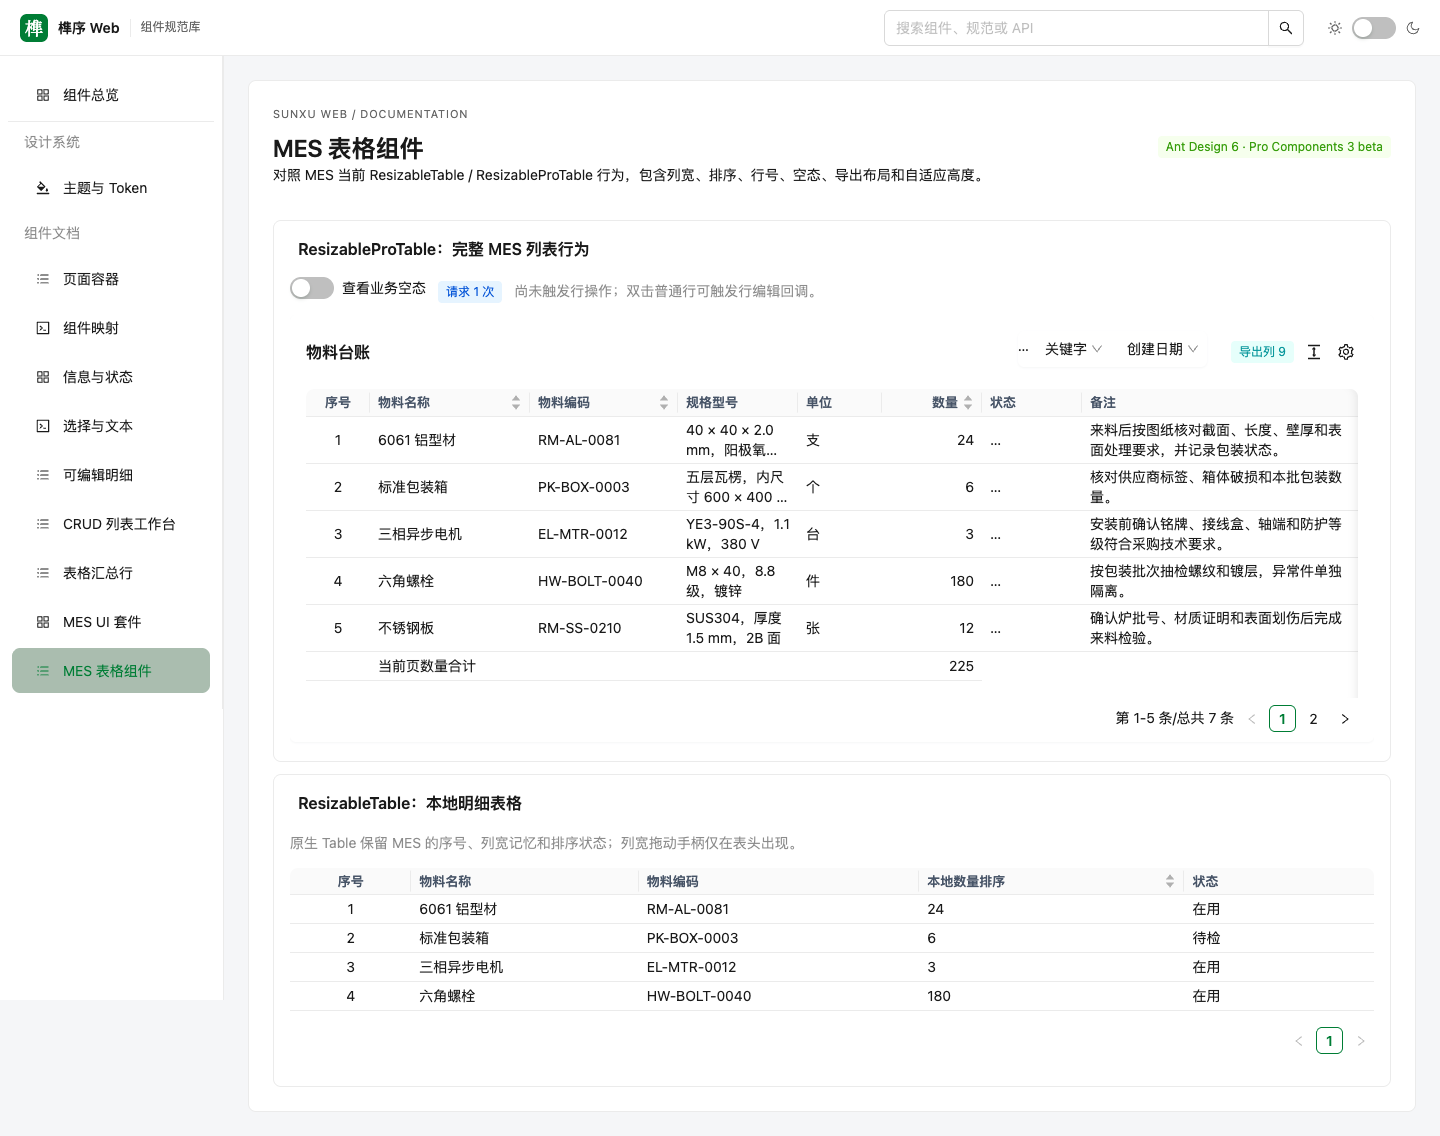 榫 榫序 Web 组件规范库 搜索组件、规范或 API
组件总览
设计系统
主题与 Token
组件文档
页面容器
组件映射
信息与状态
选择与文本
可编辑明细
CRUD 列表工作台
表格汇总行
MES UI 套件
MES 表格组件
SUNXU WEB / DOCUMENTATION
MES 表格组件
Ant Design 6 · Pro Components 3 beta
对照 MES 当前 ResizableTable / ResizableProTable 行为，包含列宽、排序、行号、空态、导出布局和自适应高度。
ResizableProTable：完整 MES 列表行为
查看业务空态 请求 1 次 尚未触发行操作；双击普通行可触发行编辑回调。
物料台账 ··· 关键字 创建日期 导出列 9
序号 物料名称 物料编码 规格型号 单位 数量 状态 备注
1 6061 铝型材 RM-AL-0081 40 × 40 × 2.0 mm，阳极氧... 支 24 ... 来料后按图纸核对截面、长度、壁厚和表面处理要求，并记录包装状态。
2 标准包装箱 PK-BOX-0003 五层瓦楞，内尺寸 600 × 400 ... 个 6 ... 核对供应商标签、箱体破损和本批包装数量。
3 三相异步电机 EL-MTR-0012 YE3-90S-4，1.1 kW，380 V 台 3 ... 安装前确认铭牌、接线盒、轴端和防护等级符合采购技术要求。
4 六角螺栓 HW-BOLT-0040 M8 × 40，8.8 级，镀锌 件 180 ... 按包装批次抽检螺纹和镀层，异常件单独隔离。
5 不锈钢板 RM-SS-0210 SUS304，厚度 1.5 mm，2B 面 张 12 ... 确认炉批号、材质证明和表面划伤后完成来料检验。
当前页数量合计 225
第 1-5 条/总共 7 条 1 2
ResizableTable：本地明细表格
原生 Table 保留 MES 的序号、列宽记忆和排序状态；列宽拖动手柄仅在表头出现。
序号 物料名称 物料编码 本地数量排序 状态
1 6061 铝型材 RM-AL-0081 24 在用
2 标准包装箱 PK-BOX-0003 6 待检
3 三相异步电机 EL-MTR-0012 3 在用
4 六角螺栓 HW-BOLT-0040 180 在用
1